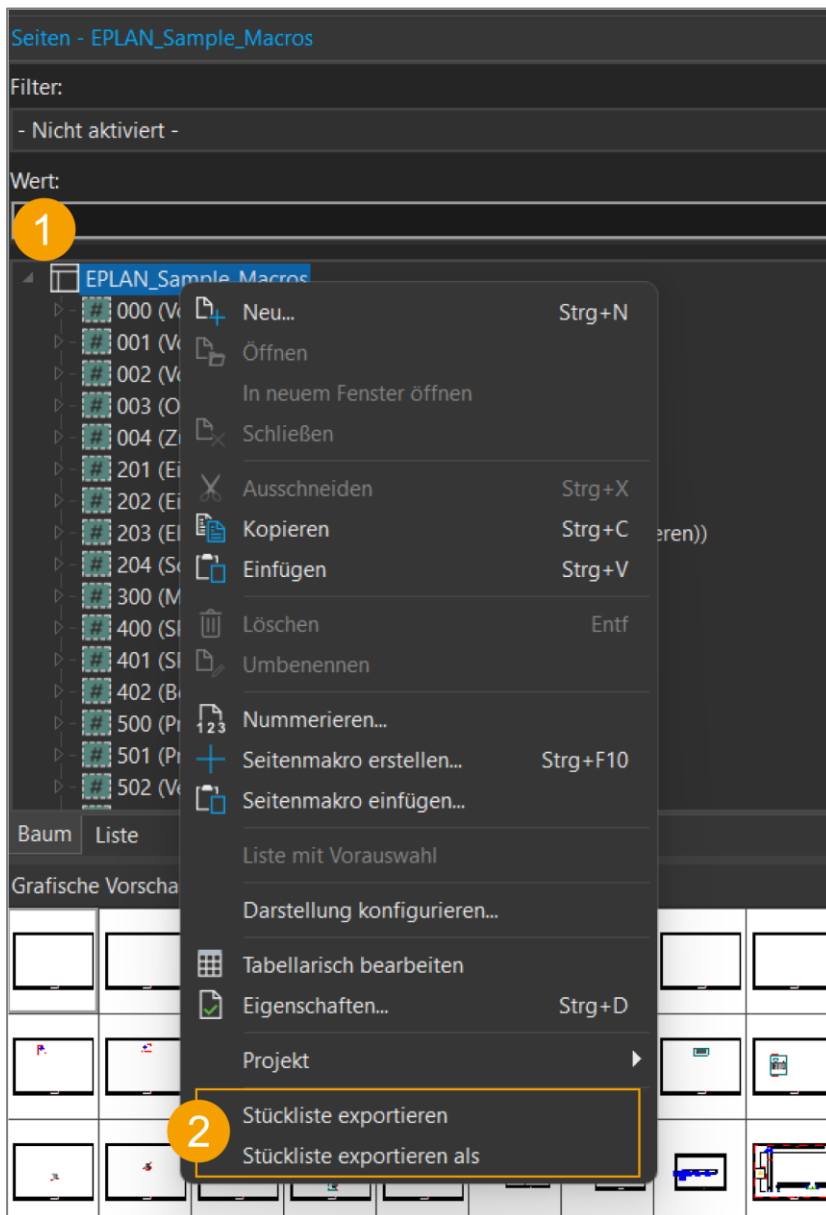 Seiten - EPLAN_Sample_Macros
Filter:
- Nicht aktiviert -
Wert:
1
EPLAN_Sample_Macros
000 (Vo
001 (Vo
002 (Vo
003 (O
004 (Zu
201 (Ei
202 (Ei
203 (El eren))
204 (Sc
300 (M
400 (SP
401 (SP
402 (Be
500 (Pr
501 (Pr
502 (Ve
Neu... Strg+N
Öffnen
In neuem Fenster öffnen
Schließen
Ausschneiden Strg+X
Kopieren Strg+C
Einfügen Strg+V
Löschen Entf
Umbenennen
Nummerieren...
Seitenmakro erstellen... Strg+F10
Seitenmakro einfügen...
Liste mit Vorauswahl
Darstellung konfigurieren...
Tabellarisch bearbeiten
Eigenschaften... Strg+D
Projekt
2
Stückliste exportieren
Stückliste exportieren als
Baum Liste
Grafische Vorscha